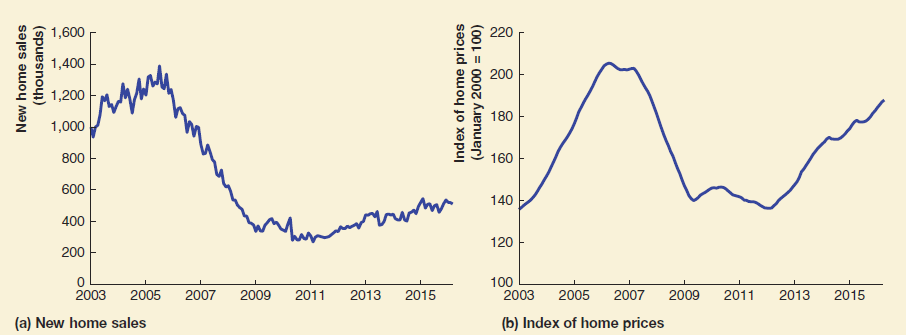 New home sales
(thousands)
1,600
1,400
1,200
1,000
800
600
400
200
0
2003 2005 2007 2009 2011 2013 2015
(a) New home sales
Index of home prices
(January 2000 = 100)
220
200
180
160
140
120
100
2003 2005 2007 2009 2011 2013 2015
(b) Index of home prices